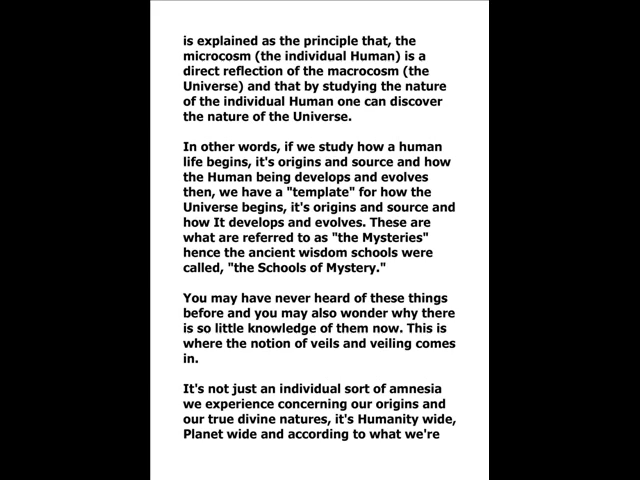 is explained as the principle that, the
microcosm (the individual Human) is a
direct reflection of the macrocosm (the
Universe) and that by studying the nature
of the individual Human one can discover
the nature of the Universe.
In other words, if we study how a human
life begins, it's origins and source and how
the Human being develops and evolves
then, we have a "template" for how the
Universe begins, it's origins and source and
how It develops and evolves. These are
what are referred to as "the Mysteries"
hence the ancient wisdom schools were
called, "the Schools of Mystery."
You may have never heard of these things
before and you may also wonder why there
is so little knowledge of them now. This is
where the notion of veils and veiling comes
in.
It's not just an individual sort of amnesia
we experience concerning our origins and
our true divine natures, it's Humanity wide,
Planet wide and according to what we're